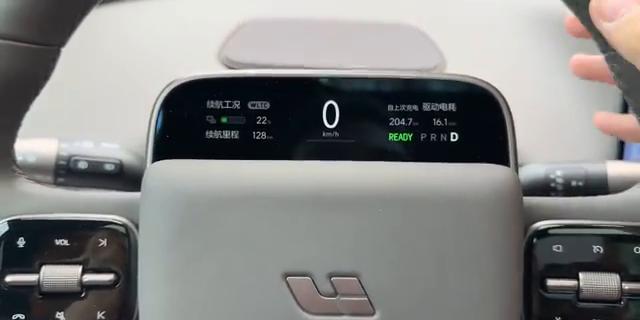 续航工况 WLTC
22%
续航里程 128km
0
km/h
自上次充电 驱动电耗
204.7km 16.1
READY P R N D
VOL